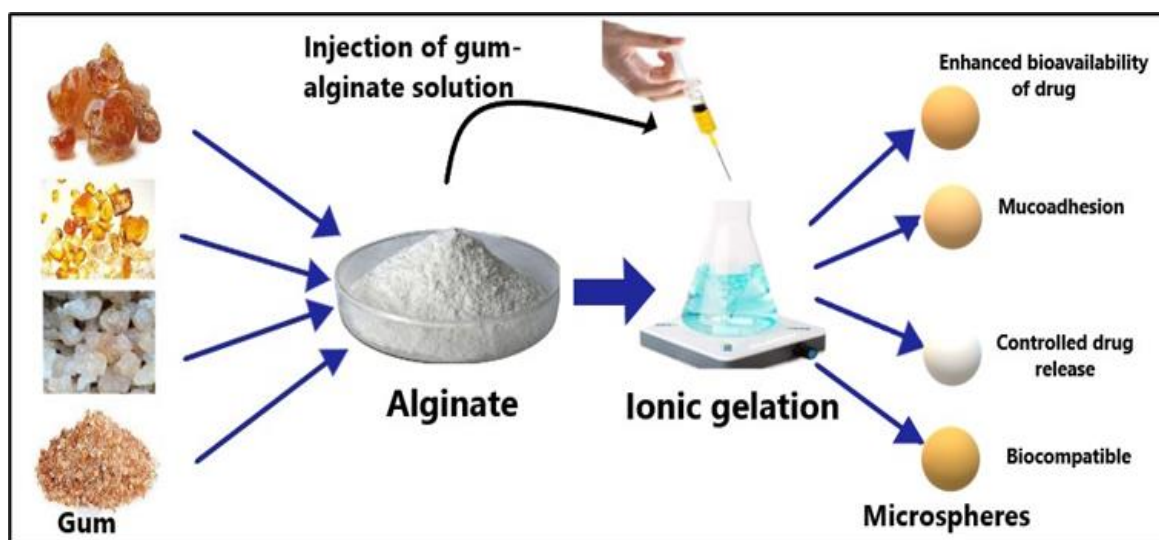 Injection of gum-
alginate solution
Gum
Alginate
Ionic gelation
Enhanced bioavailability
of drug
Mucoadhesion
Controlled drug
release
Biocompatible
Microspheres